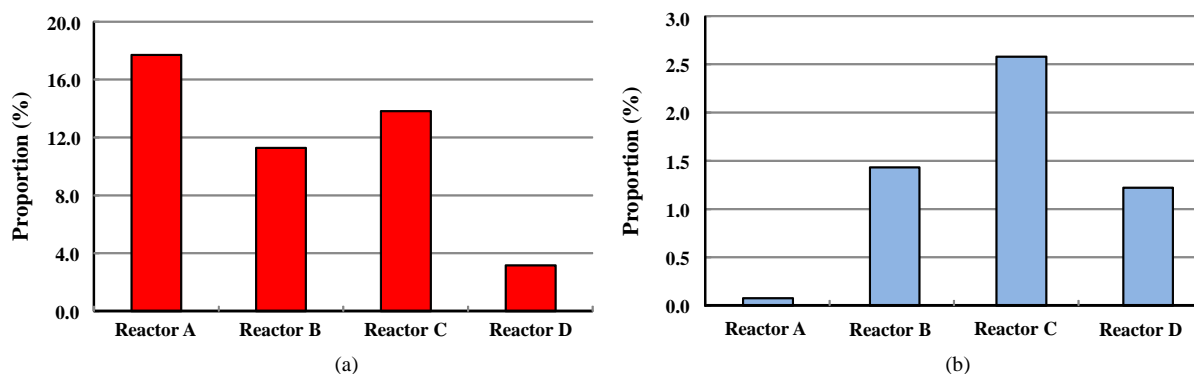 Proportion (%)
20.0
16.0
12.0
8.0
4.0
0.0
Reactor A Reactor B Reactor C Reactor D
(a)
Proportion (%)
3.0
2.5
2.0
1.5
1.0
0.5
0.0
Reactor A Reactor B Reactor C Reactor D
(b)